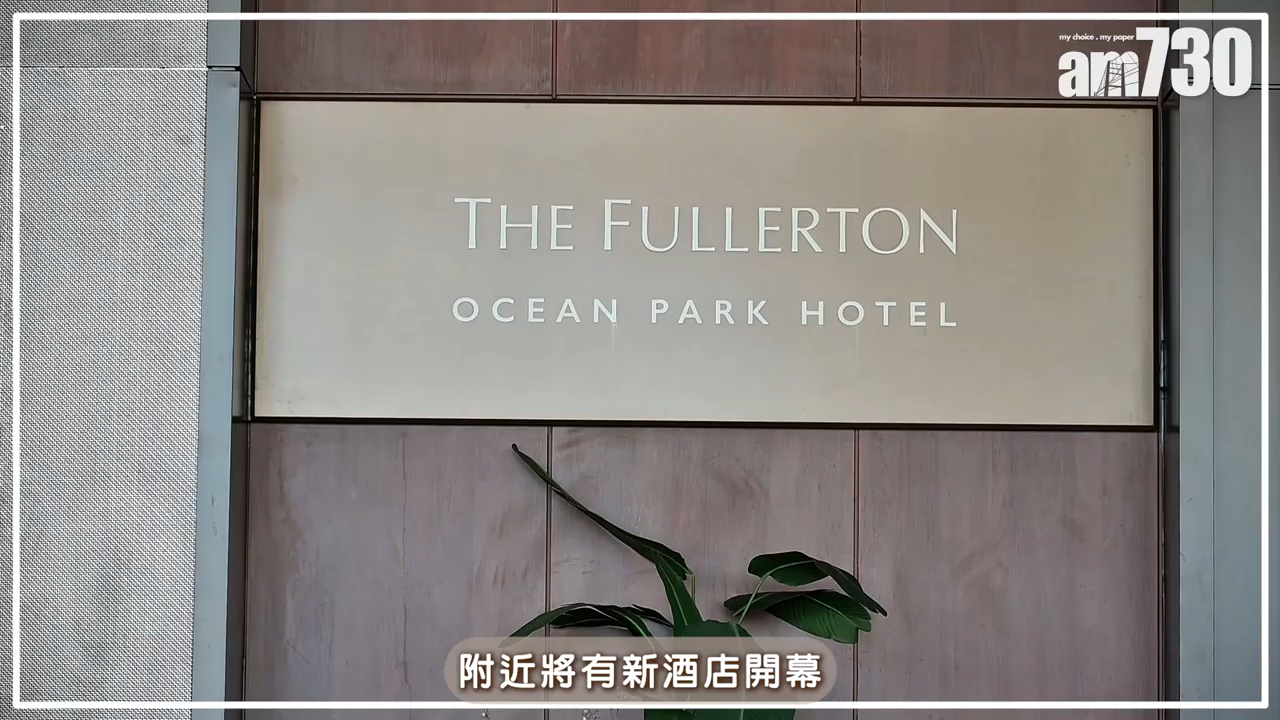 my choice . my paper
am730
THE FULLERTON
OCEAN PARK HOTEL
附近將有新酒店開幕